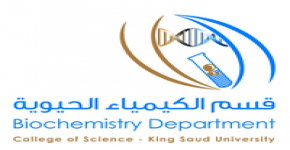 قسم الكيمياء الحيوية
Biochemistry Department
College of Science - King Saud University